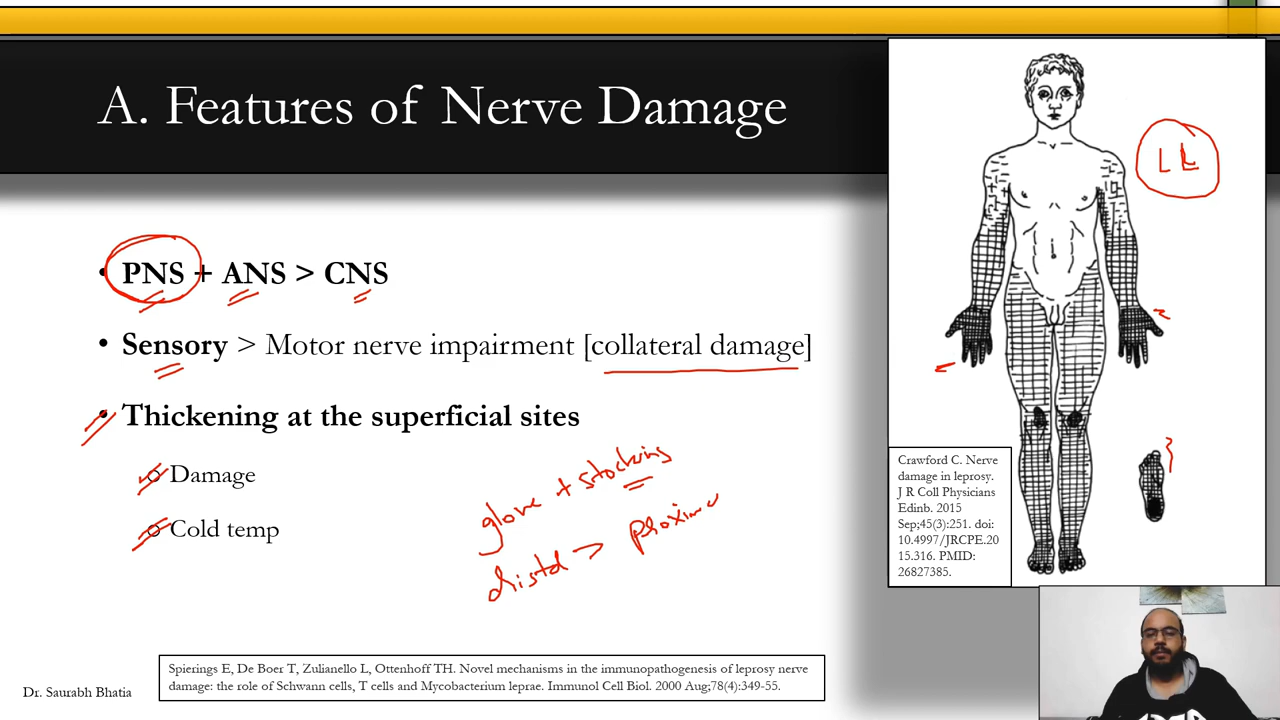 A. Features of Nerve Damage
LL
• PNS + ANS > CNS
• Sensory > Motor nerve impairment [collateral damage]
• Thickening at the superficial sites
o Damage
o Cold temp
glove + stocking
distal > proxima
Crawford C. Nerve
damage in leprosy.
J R Coll Physicians
Edinb. 2015
Sep;45(3):251. doi:
10.4997/JRCPE.20
15.316. PMID:
26827385.
Spierings E, De Boer T, Zulianello L, Ottenhoff TH. Novel mechanisms in the immunopathogenesis of leprosy nerve
damage: the role of Schwann cells, T cells and Mycobacterium leprae. Immunol Cell Biol. 2000 Aug;78(4):349-55.
Dr. Saurabh Bhatia